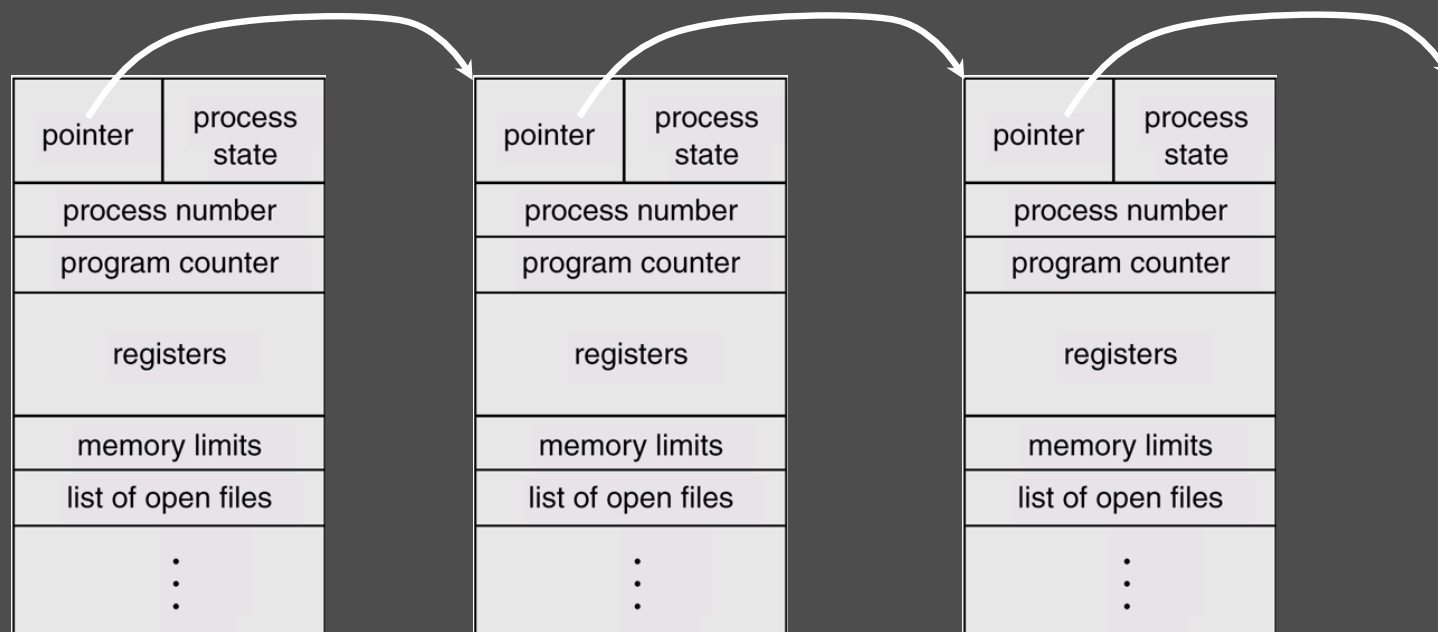 pointer
process
state
process number
program counter
registers
memory limits
list of open files
pointer
process
state
process number
program counter
registers
memory limits
list of open files
pointer
process
state
process number
program counter
registers
memory limits
list of open files